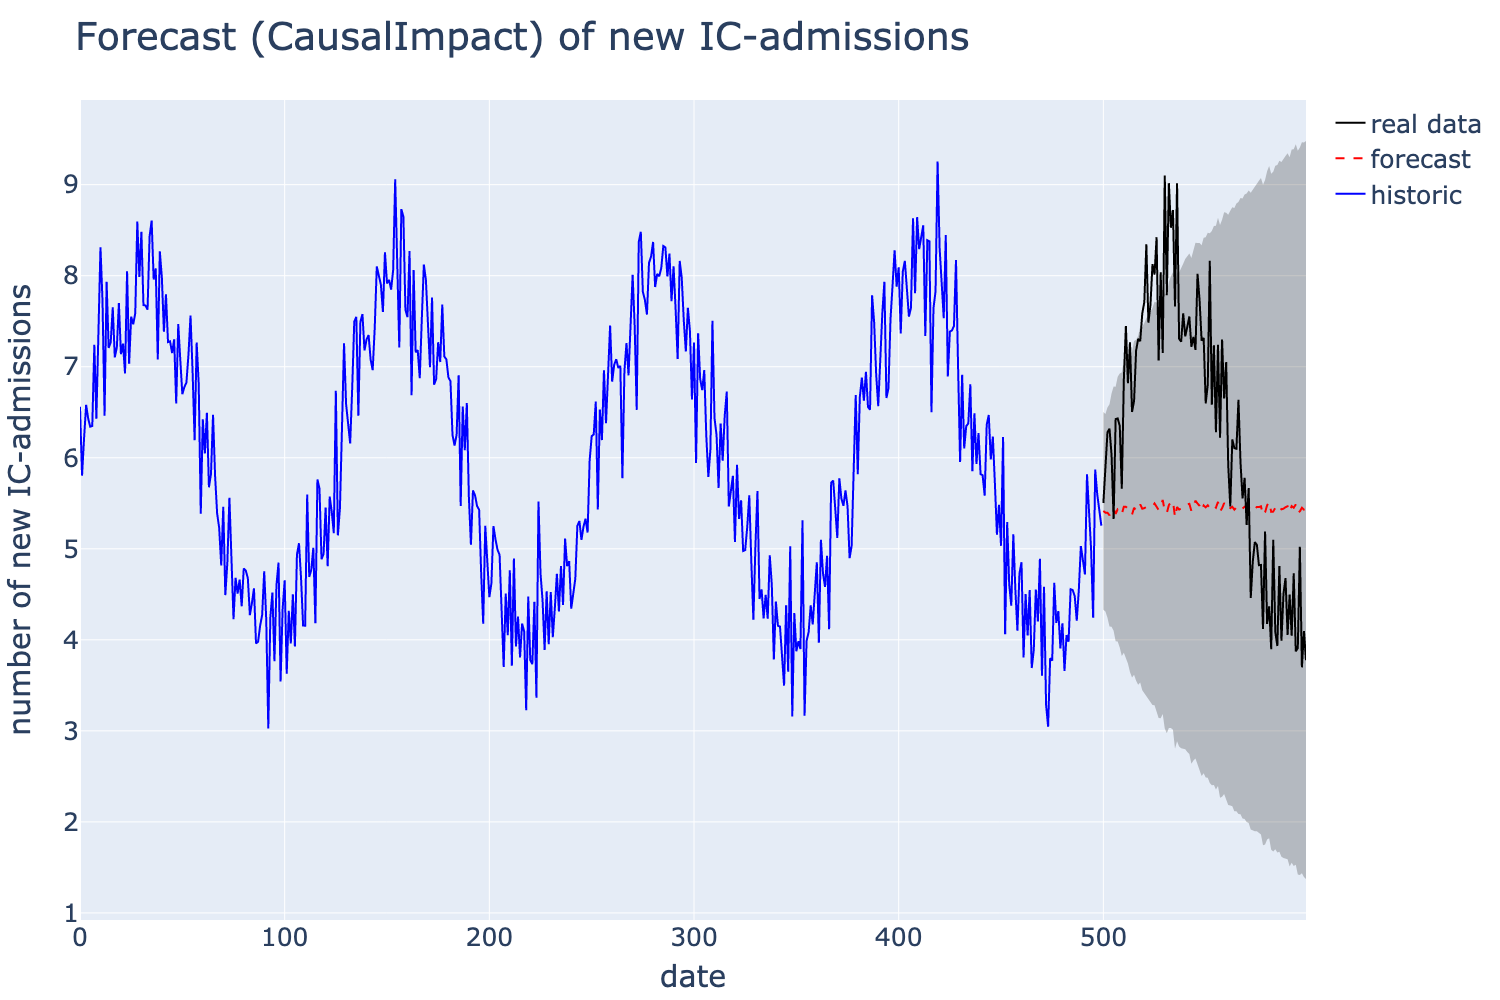 Forecast (CausalImpact) of new IC-admissions
real data
forecast
historic
number of new IC-admissions
9
8
7
6
5
4
3
2
1
0 100 200 300 400 500
date